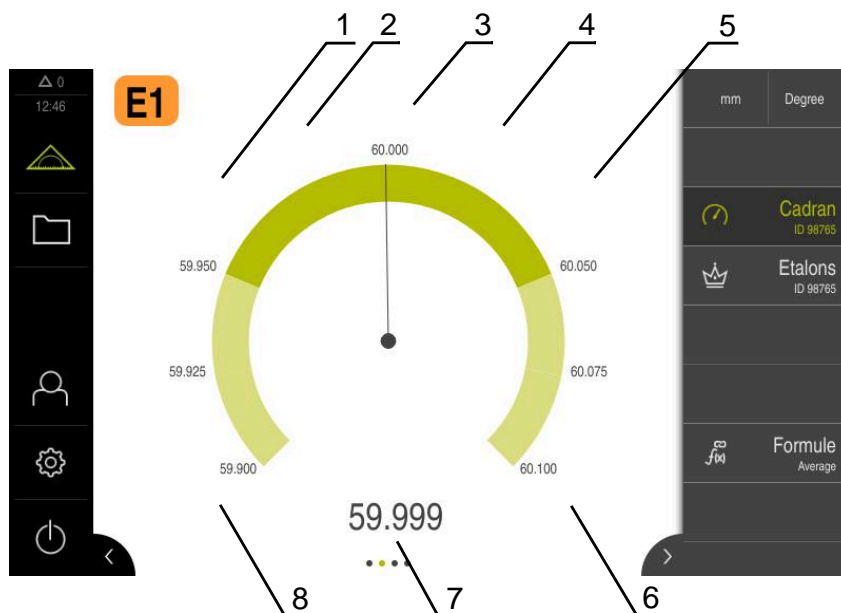 1 2 3 4 5
0
12:46
E1
mm Degree
60.000
Cadran
ID 98765
59.950 60.050
Etalons
ID 98765
59.925 60.075
59.900 60.100
Formule
Average
f(x)
59.999
8 7 6